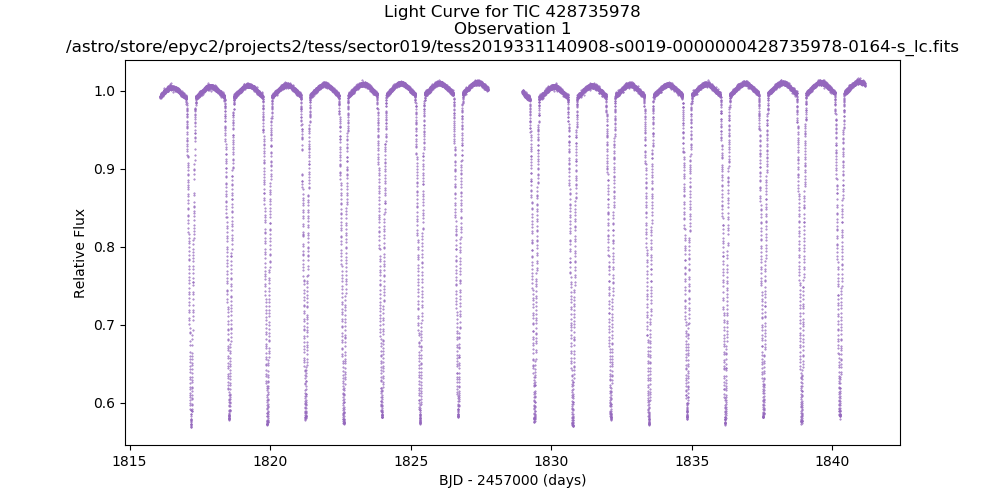 Light Curve for TIC 428735978
Observation 1
/astro/store/epyc2/projects2/tess/sector019/tess2019331140908-s0019-0000000428735978-0164-s_lc.fits
Relative Flux
1.0
0.9
0.8
0.7
0.6
1815
1820
1825
1830
1835
1840
BJD - 2457000 (days)